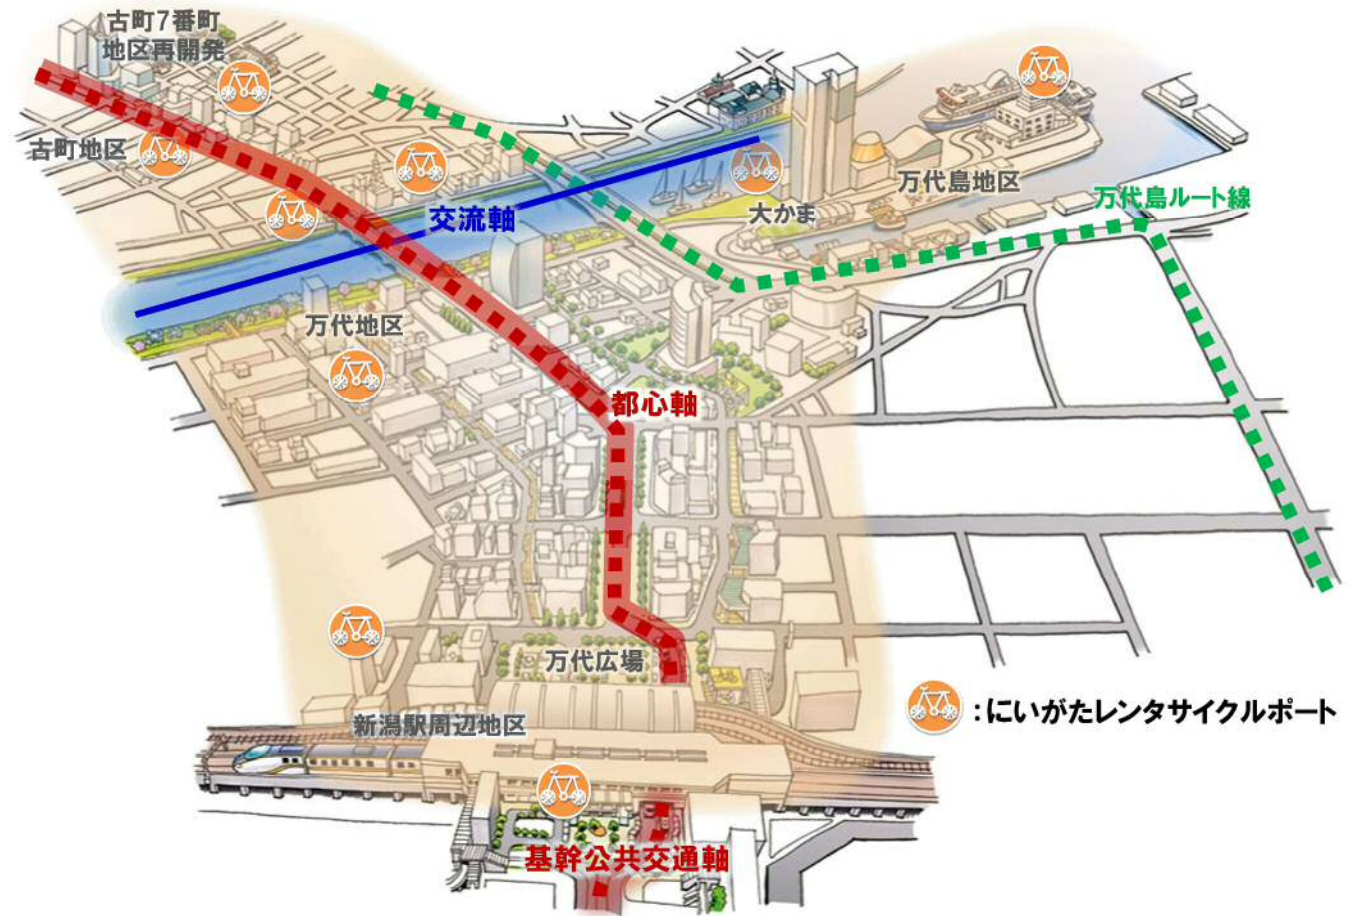 古町7番町
地区再開発
古町地区
交流軸
大かま
万代島地区
万代島ルート線
万代地区
都心軸
万代広場
新潟駅周辺地区
:にいがたレンタサイクルポート
基幹公共交通軸